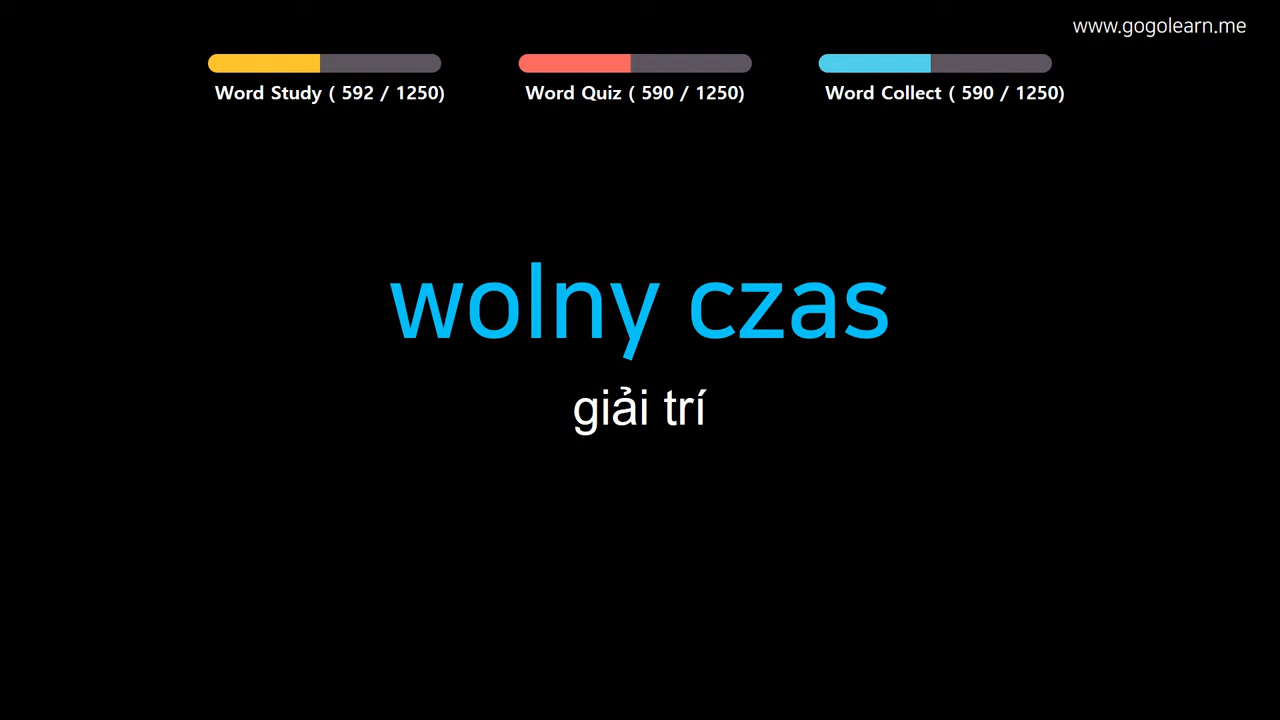 www.gogolearn.me
Word Study ( 592 / 1250)
Word Quiz ( 590 / 1250)
Word Collect ( 590 / 1250)
wolny czas
giải trí